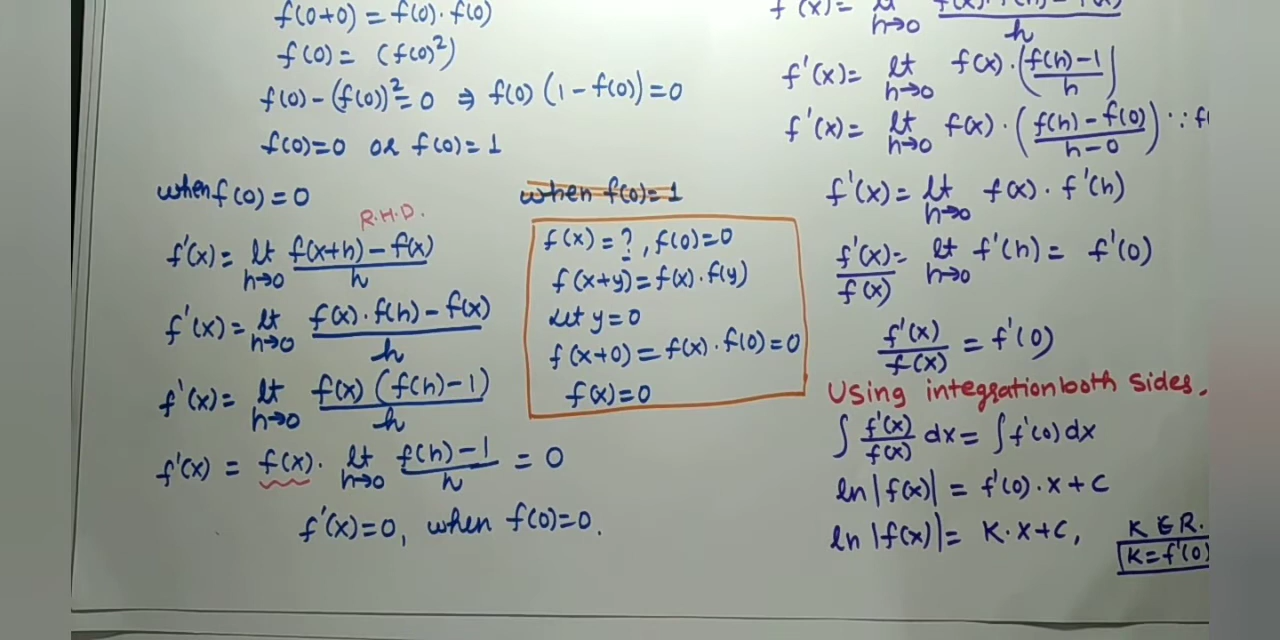 f(0+0) = f(0). f(0)
f(0) = (f(0)²)
f(0) - (f(0))² = 0 ⇒ f(0) (1 - f(0)) = 0
f(0)=0 or f(0)=1
when f(0) = 0
R.H.D.
f'(x) = lt h→0 f(x+h) - f(x) / h
f'(x) = lt h→0 f(x). f(h) - f(x) / h
f'(x) = lt h→0 f(x) (f(h) - 1) / h
f'(x) = f(x). lt h→0 f(h) - 1 / h = 0
f'(x)=0, when f(0)=0.
when f(0)=1
f(x) = ?, f(0)=0
f(x+y) = f(x). f(y)
Let y=0
f(x+0) = f(x). f(0) = 0
f(x) = 0
f'(x) = lt h→0 / h
f'(x) = lt h→0 f(x). (f(h) - 1 / h)
f'(x) = lt h→0 f(x). (f(h) - f(0) / h - 0) ∵ f(
f'(x) = lt h→0 f(x). f'(h)
f'(x) / f(x) = lt h→0 f'(h) = f'(0)
f'(x) / f(x) = f'(0)
Using integration both sides.
∫ f'(x) / f(x) dx = ∫ f'(0) dx
ln |f(x)| = f'(0). x + c
ln |f(x)| = K. x + c, K ∈ R.
K = f'(0)